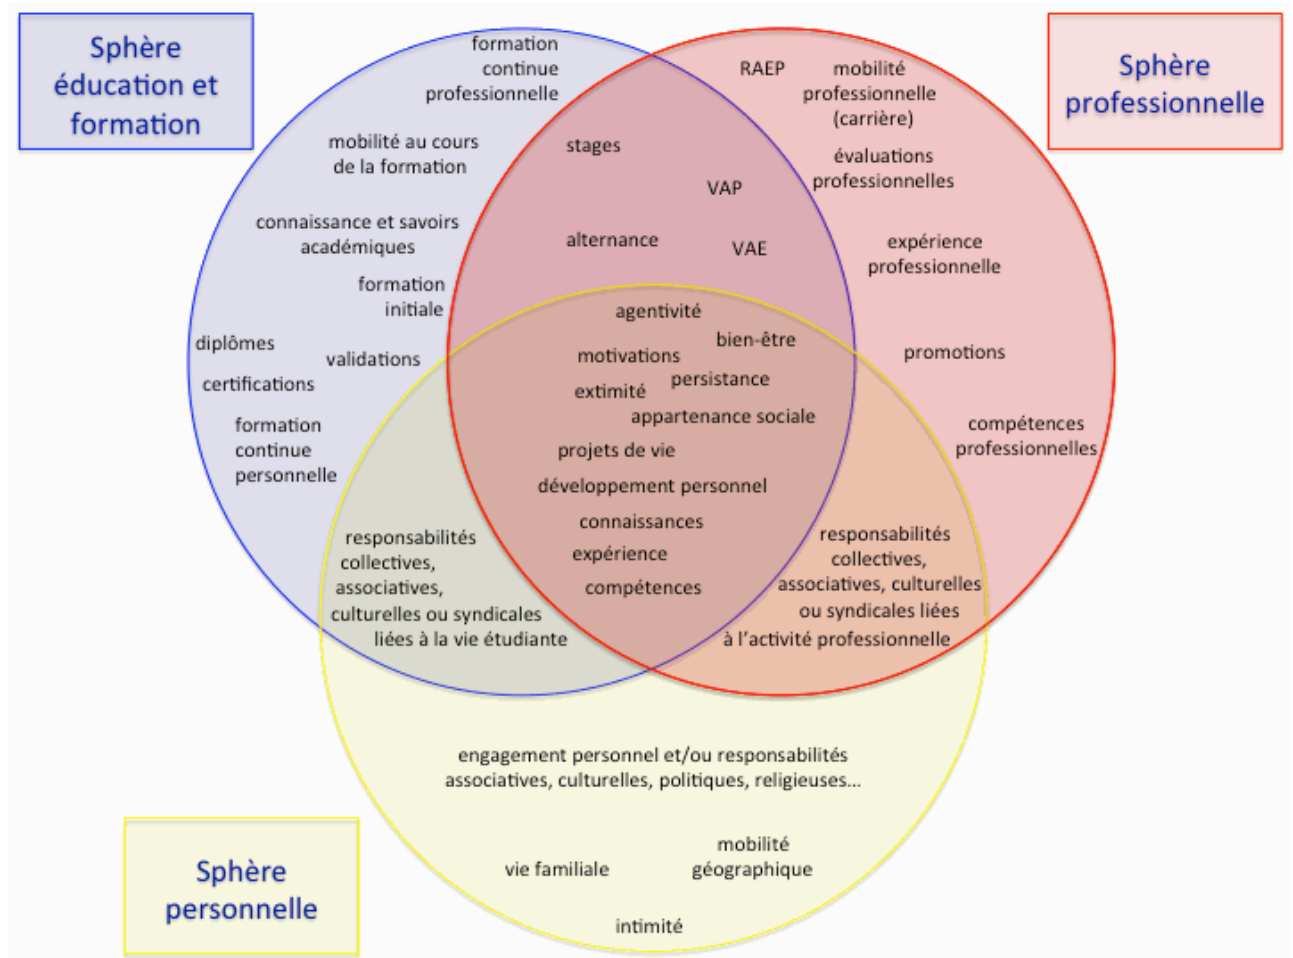 Sphère
éducation et
formation
Sphère
professionnelle
formation
continue
professionnelle
mobilité au cours
de la formation
connaissance et savoirs
académiques
formation
initiale
diplômes
validations
certifications
formation
continue
personnelle
stages
VAP
alternance
VAE
RAEP
mobilité
professionnelle
(carrière)
évaluations
professionnelles
expérience
professionnelle
promotions
compétences
professionnelles
agentivité
bien-être
motivations
persistance
extimité
appartenance sociale
projets de vie
développement personnel
connaissances
expérience
compétences
responsabilités
collectives,
associatives,
culturelles ou syndicales
liées à la vie étudiante
responsabilités
collectives,
associatives, culturelles
ou syndicales liées
à l’activité professionnelle
engagement personnel et/ou responsabilités
associatives, culturelles, politiques, religieuses...
vie familiale
mobilité
géographique
intimité
Sphère
personnelle